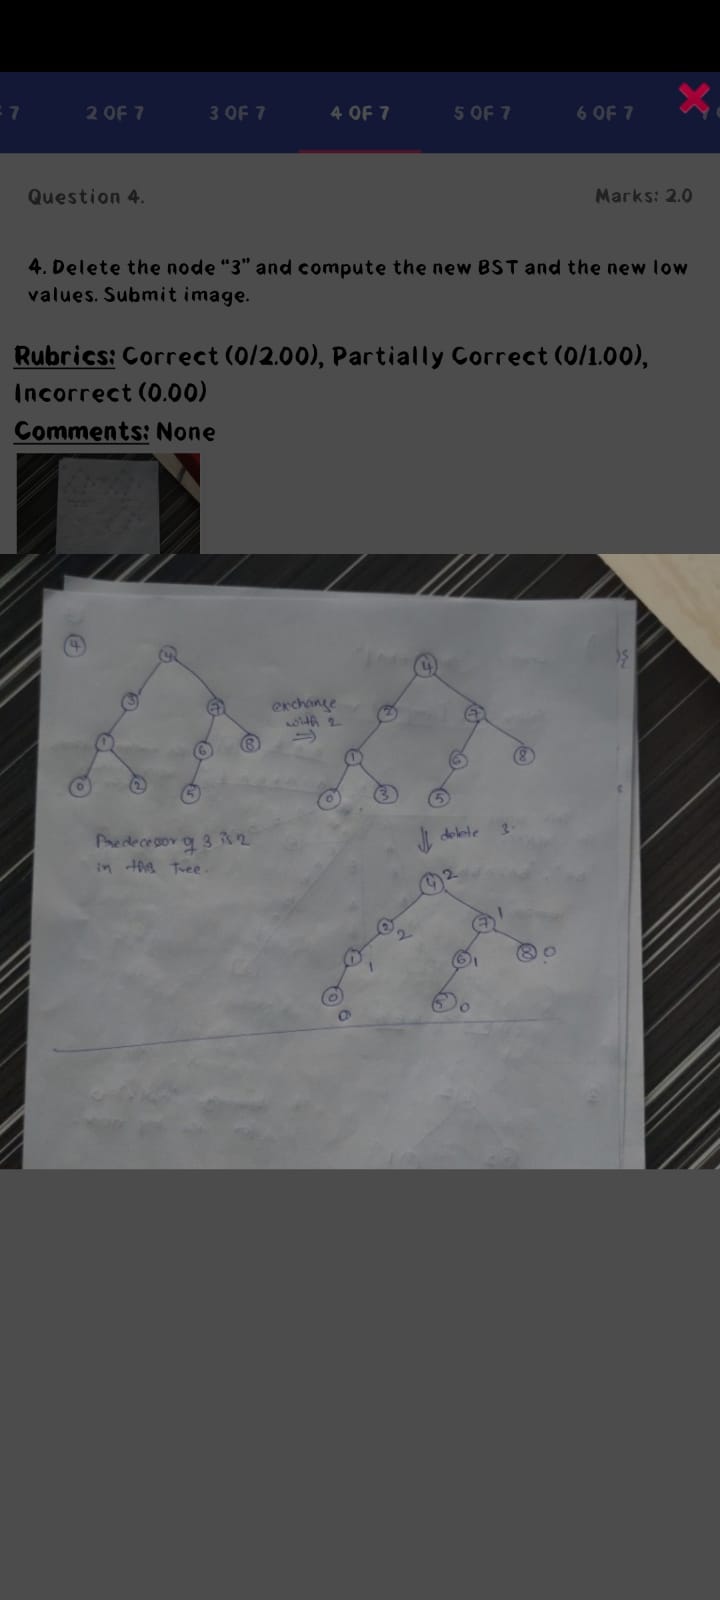 7
2 OF 7
3 OF 7
4 OF 7
5 OF 7
6 OF 7
Question 4.
Marks: 2.0
4. Delete the node "3" and compute the new BST and the new low
values. Submit image.
Rubrics: Correct (0/2.00), Partially Correct (0/1.00),
Incorrect (0.00)
Comments: None
4
4
3
7
1
6
8
0
2
5
exchange
with 2
4
2
7
1
6
8
0
3
5
Predecesor of 3 is 2
in this Tree.
delete 3.
4 2
2 2
7 1
1 1
6 1
8 0
0 0
5 0